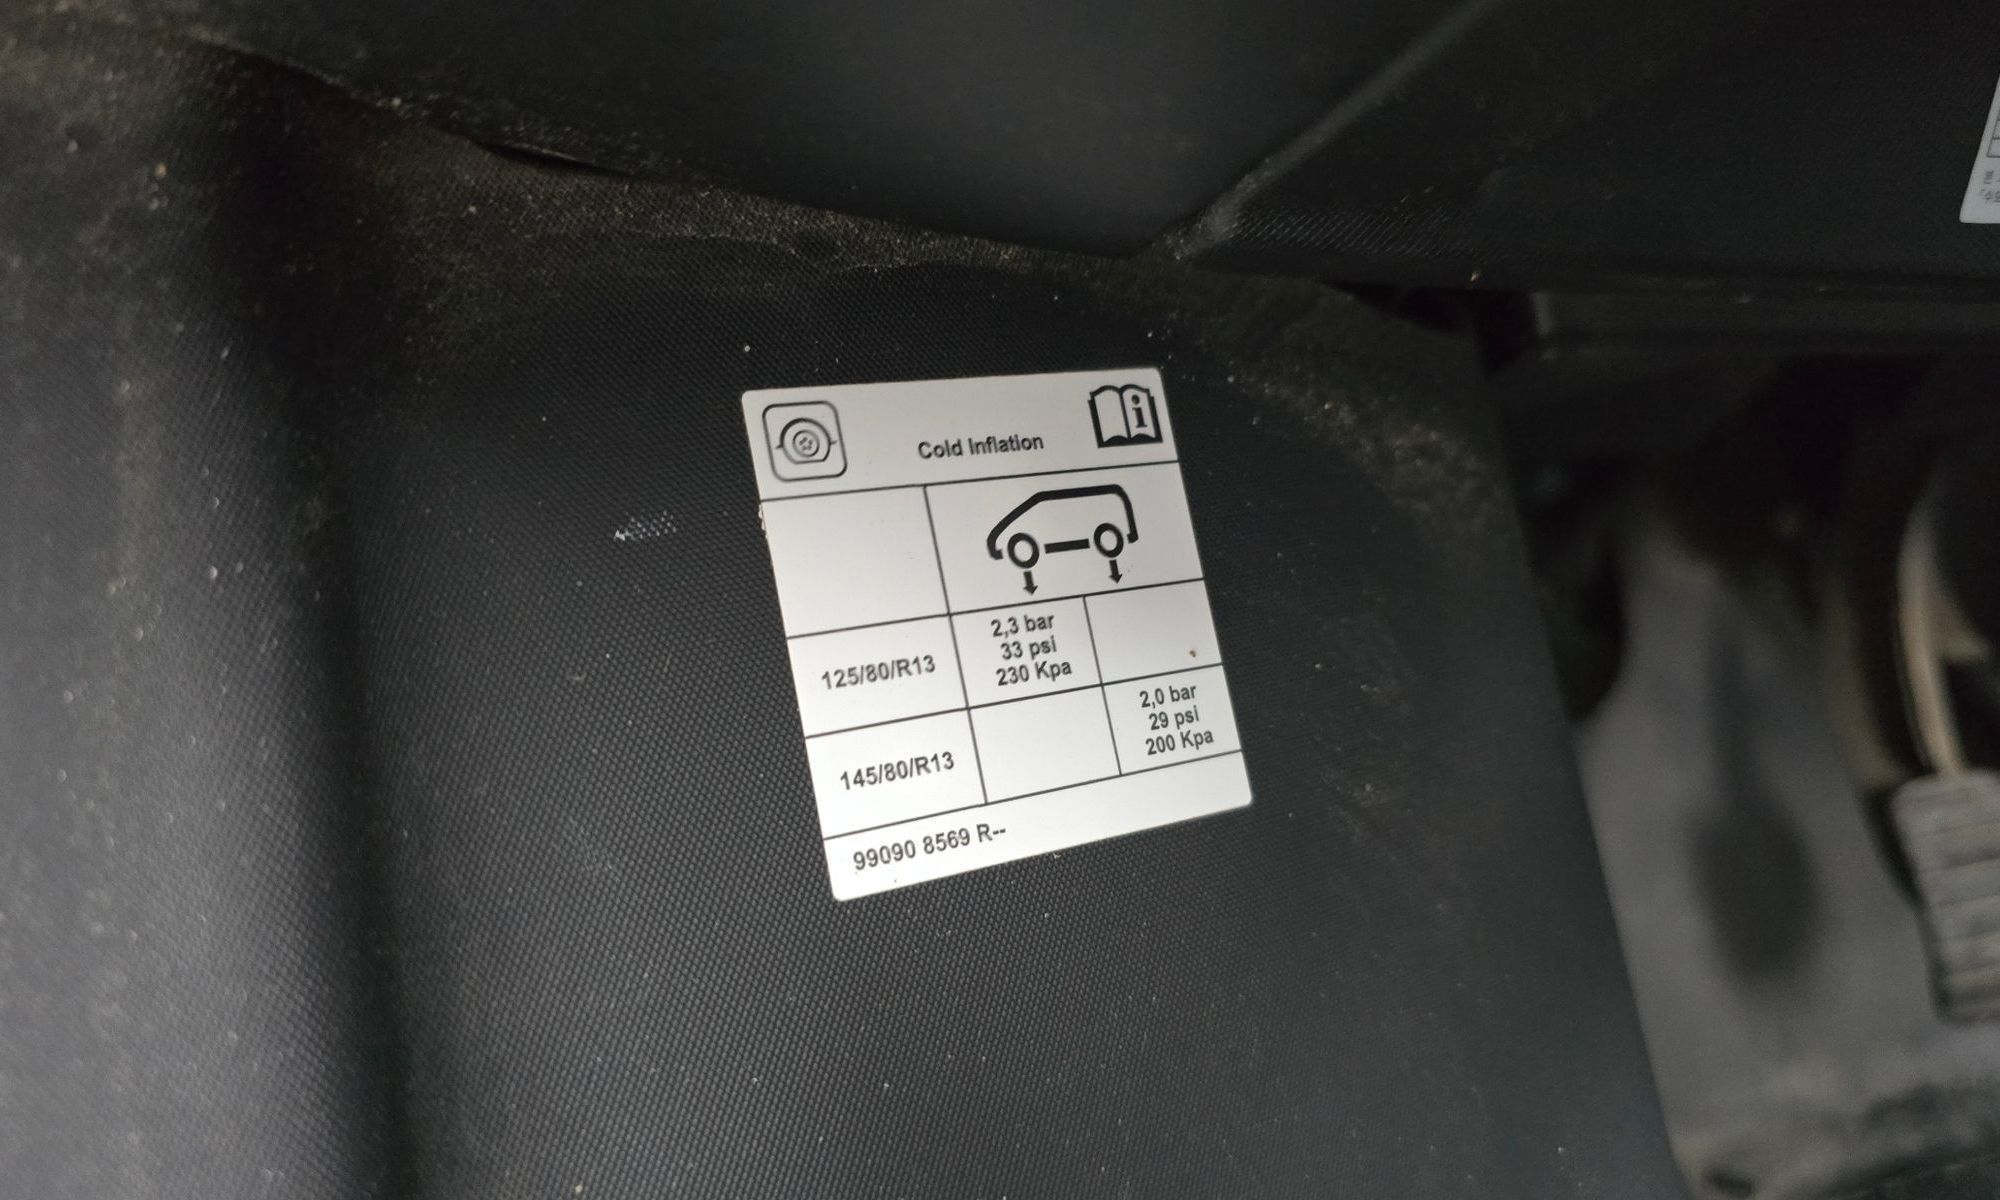 Cold Inflation
i
125/80/R13
2,3 bar
33 psi
230 Kpa
145/80/R13
2,0 bar
29 psi
200 Kpa
99090 8569 R--